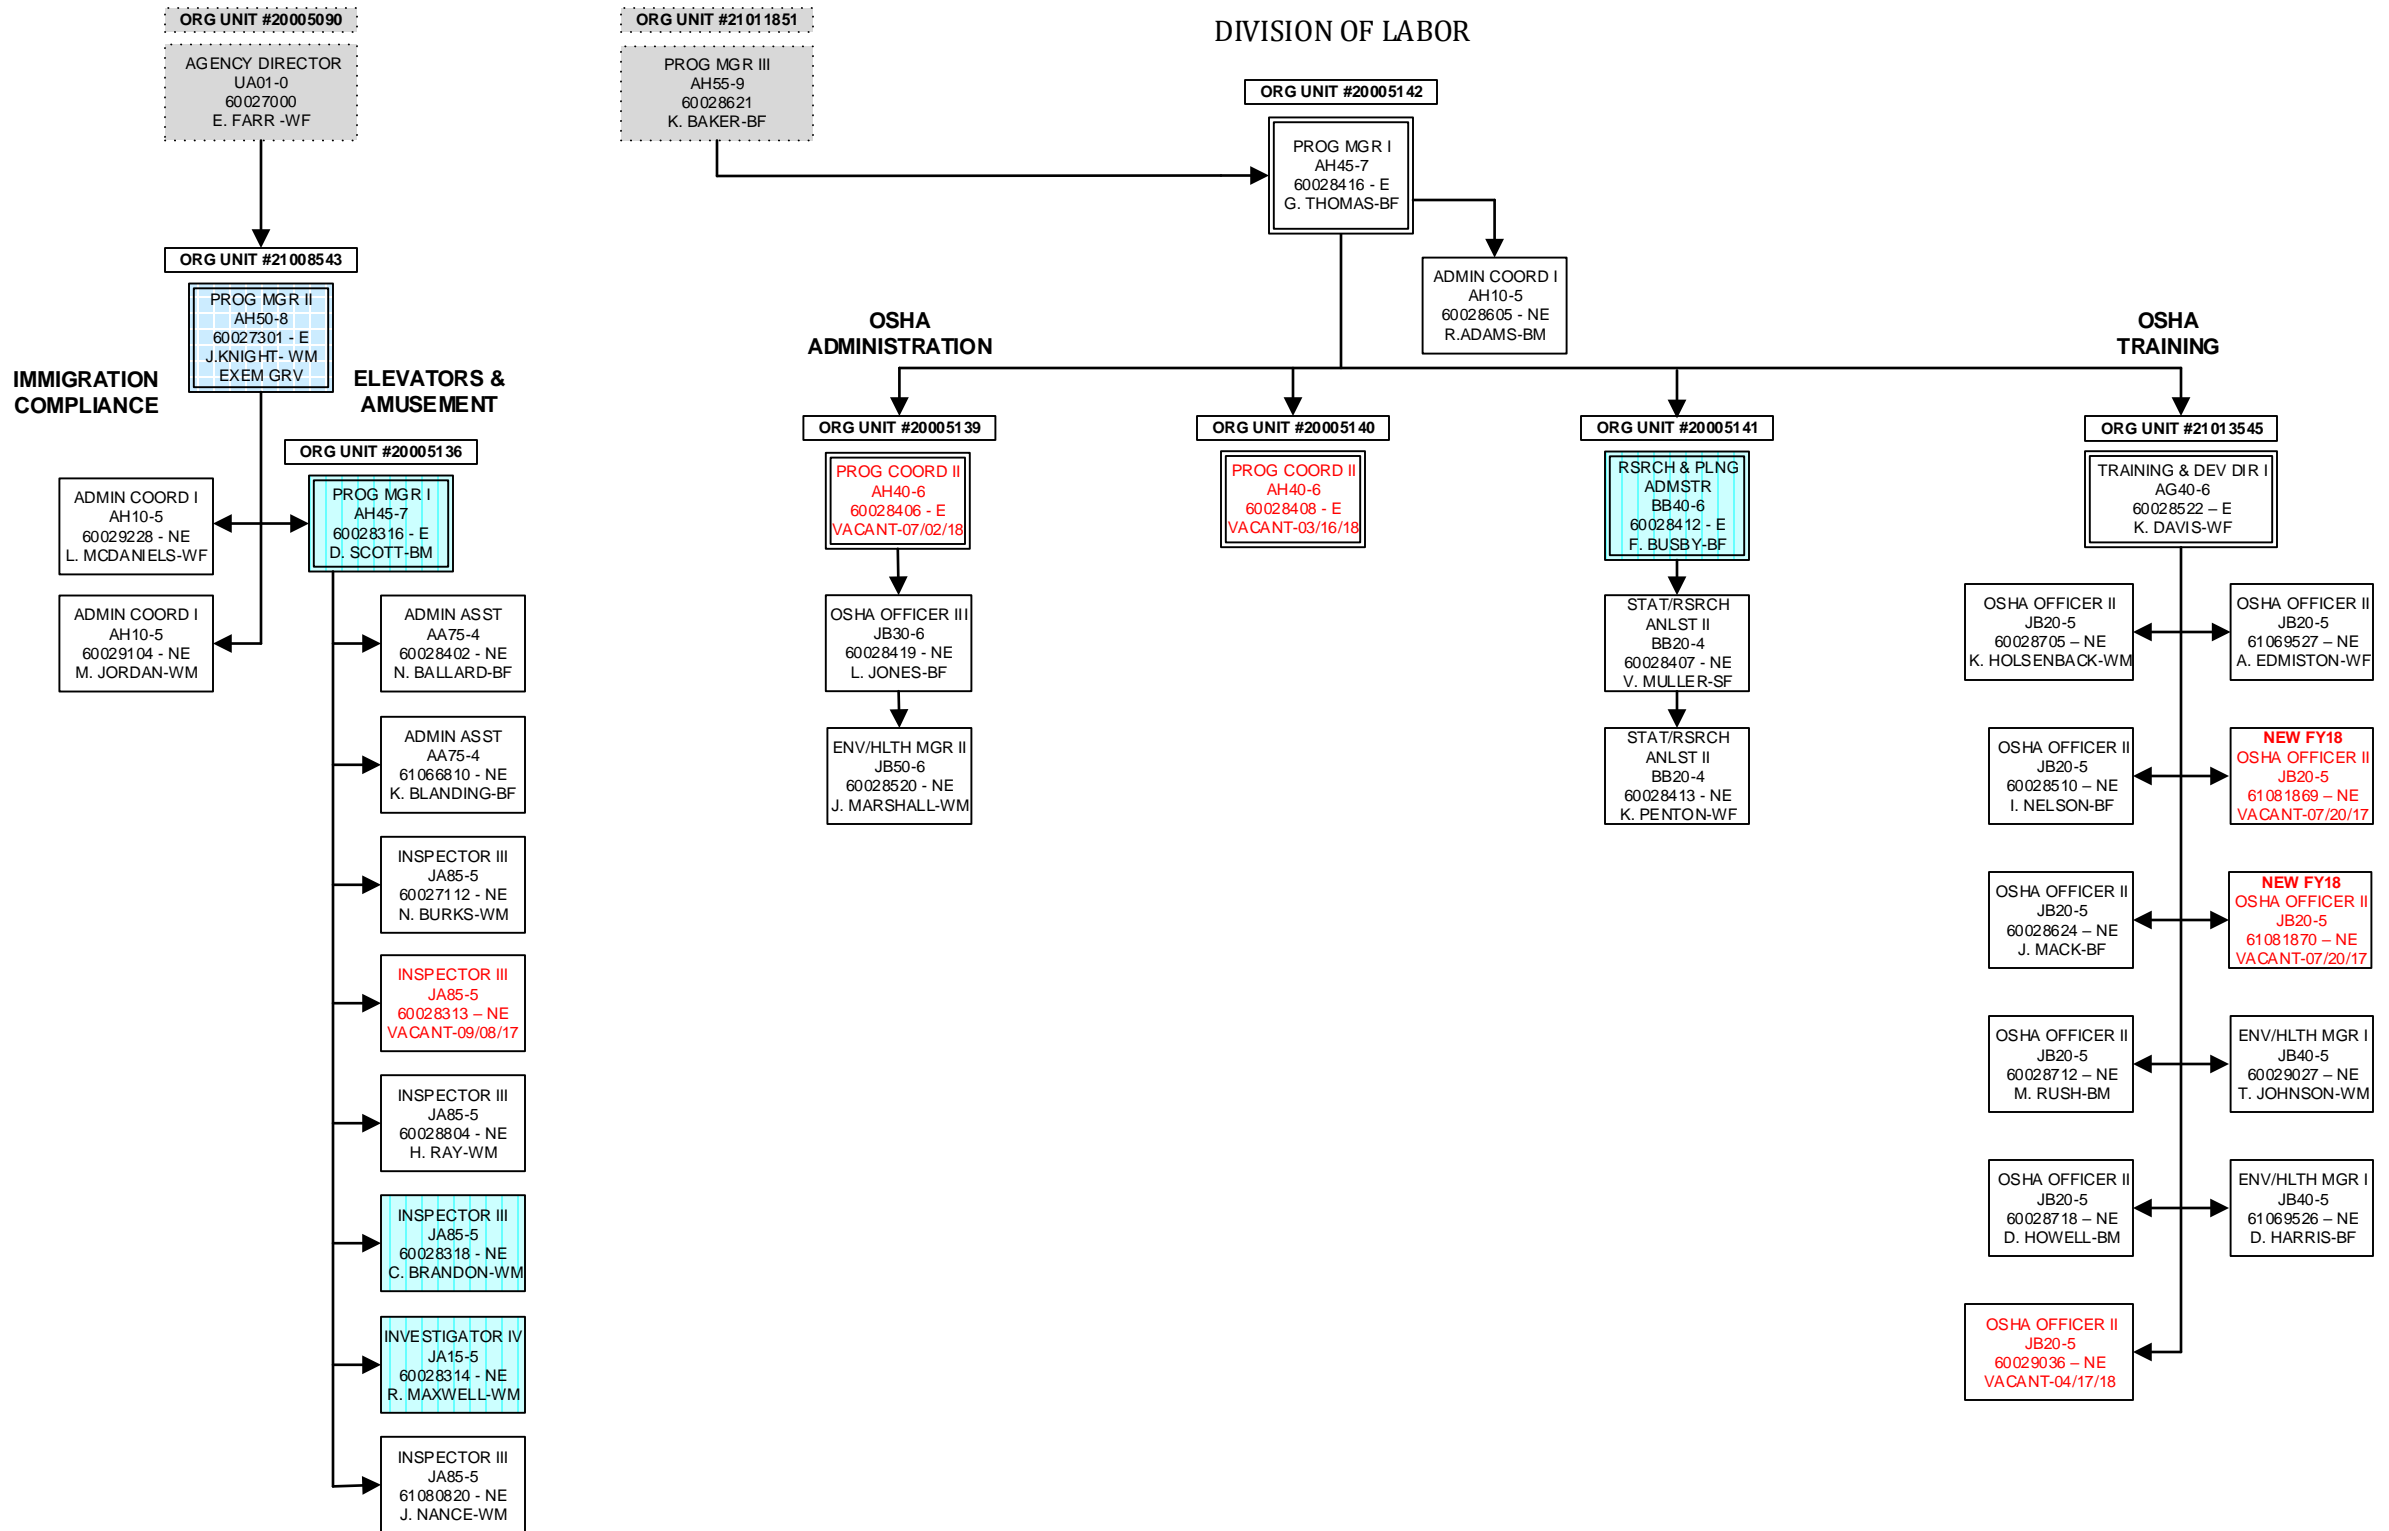 DIVISION OF LABOR
ORG UNIT #20005090
AGENCY DIRECTOR
UA01-0
60027000
E. FARR -WF
ORG UNIT #21011851
PROG MGR III
AH55-9
60028621
K. BAKER-BF
ORG UNIT #20005142
PROG MGR I
AH45-7
60028416 - E
G. THOMAS-BF
ADMIN COORD I
AH10-5
60028605 - NE
R.ADAMS-BM
ORG UNIT #21008543
PROG MGR II
AH50-8
60027301 - E
J.KNIGHT- WM
EXEM GRV
IMMIGRATION
COMPLIANCE
ADMIN COORD I
AH10-5
60029228 - NE
L. MCDANIELS-WF
ADMIN COORD I
AH10-5
60029104 - NE
M. JORDAN-WM
ELEVATORS &
AMUSEMENT
ORG UNIT #20005136
PROG MGR I
AH45-7
60028316 - E
D. SCOTT-BM
ADMIN ASST
AA75-4
60028402 - NE
N. BALLARD-BF
ADMIN ASST
AA75-4
61066810 - NE
K. BLANDING-BF
INSPECTOR III
JA85-5
60027112 - NE
N. BURKS-WM
INSPECTOR III
JA85-5
60028313 – NE
VACANT-09/08/17
INSPECTOR III
JA85-5
60028804 - NE
H. RAY-WM
INSPECTOR III
JA85-5
60028318 - NE
C. BRANDON-WM
INVESTIGATOR IV
JA15-5
60028314 - NE
R. MAXWELL-WM
INSPECTOR III
JA85-5
61080820 - NE
J. NANCE-WM
OSHA
ADMINISTRATION
ORG UNIT #20005139
PROG COORD II
AH40-6
60028406 - E
VACANT-07/02/18
OSHA OFFICER III
JB30-6
60028419 - NE
L. JONES-BF
ENV/HLTH MGR II
JB50-6
60028520 - NE
J. MARSHALL-WM
ORG UNIT #20005140
PROG COORD II
AH40-6
60028408 - E
VACANT-03/16/18
ORG UNIT #20005141
RSRCH & PLNG
ADMSTR
BB40-6
60028412 - E
F. BUSBY-BF
STAT/RSRCH
ANLST II
BB20-4
60028407 - NE
V. MULLER-SF
STAT/RSRCH
ANLST II
BB20-4
60028413 - NE
K. PENTON-WF
OSHA
TRAINING
ORG UNIT #21013545
TRAINING & DEV DIR I
AG40-6
60028522 – E
K. DAVIS-WF
OSHA OFFICER II
JB20-5
60028705 – NE
K. HOLSENBACK-WM
OSHA OFFICER II
JB20-5
61069527 – NE
A. EDMISTON-WF
OSHA OFFICER II
JB20-5
60028510 – NE
I. NELSON-BF
NEW FY18
OSHA OFFICER II
JB20-5
61081869 – NE
VACANT-07/20/17
OSHA OFFICER II
JB20-5
60028624 – NE
J. MACK-BF
NEW FY18
OSHA OFFICER II
JB20-5
61081870 – NE
VACANT-07/20/17
OSHA OFFICER II
JB20-5
60028712 – NE
M. RUSH-BM
ENV/HLTH MGR I
JB40-5
60029027 – NE
T. JOHNSON-WM
OSHA OFFICER II
JB20-5
60028718 – NE
D. HOWELL-BM
ENV/HLTH MGR I
JB40-5
61069526 – NE
D. HARRIS-BF
OSHA OFFICER II
JB20-5
60029036 – NE
VACANT-04/17/18